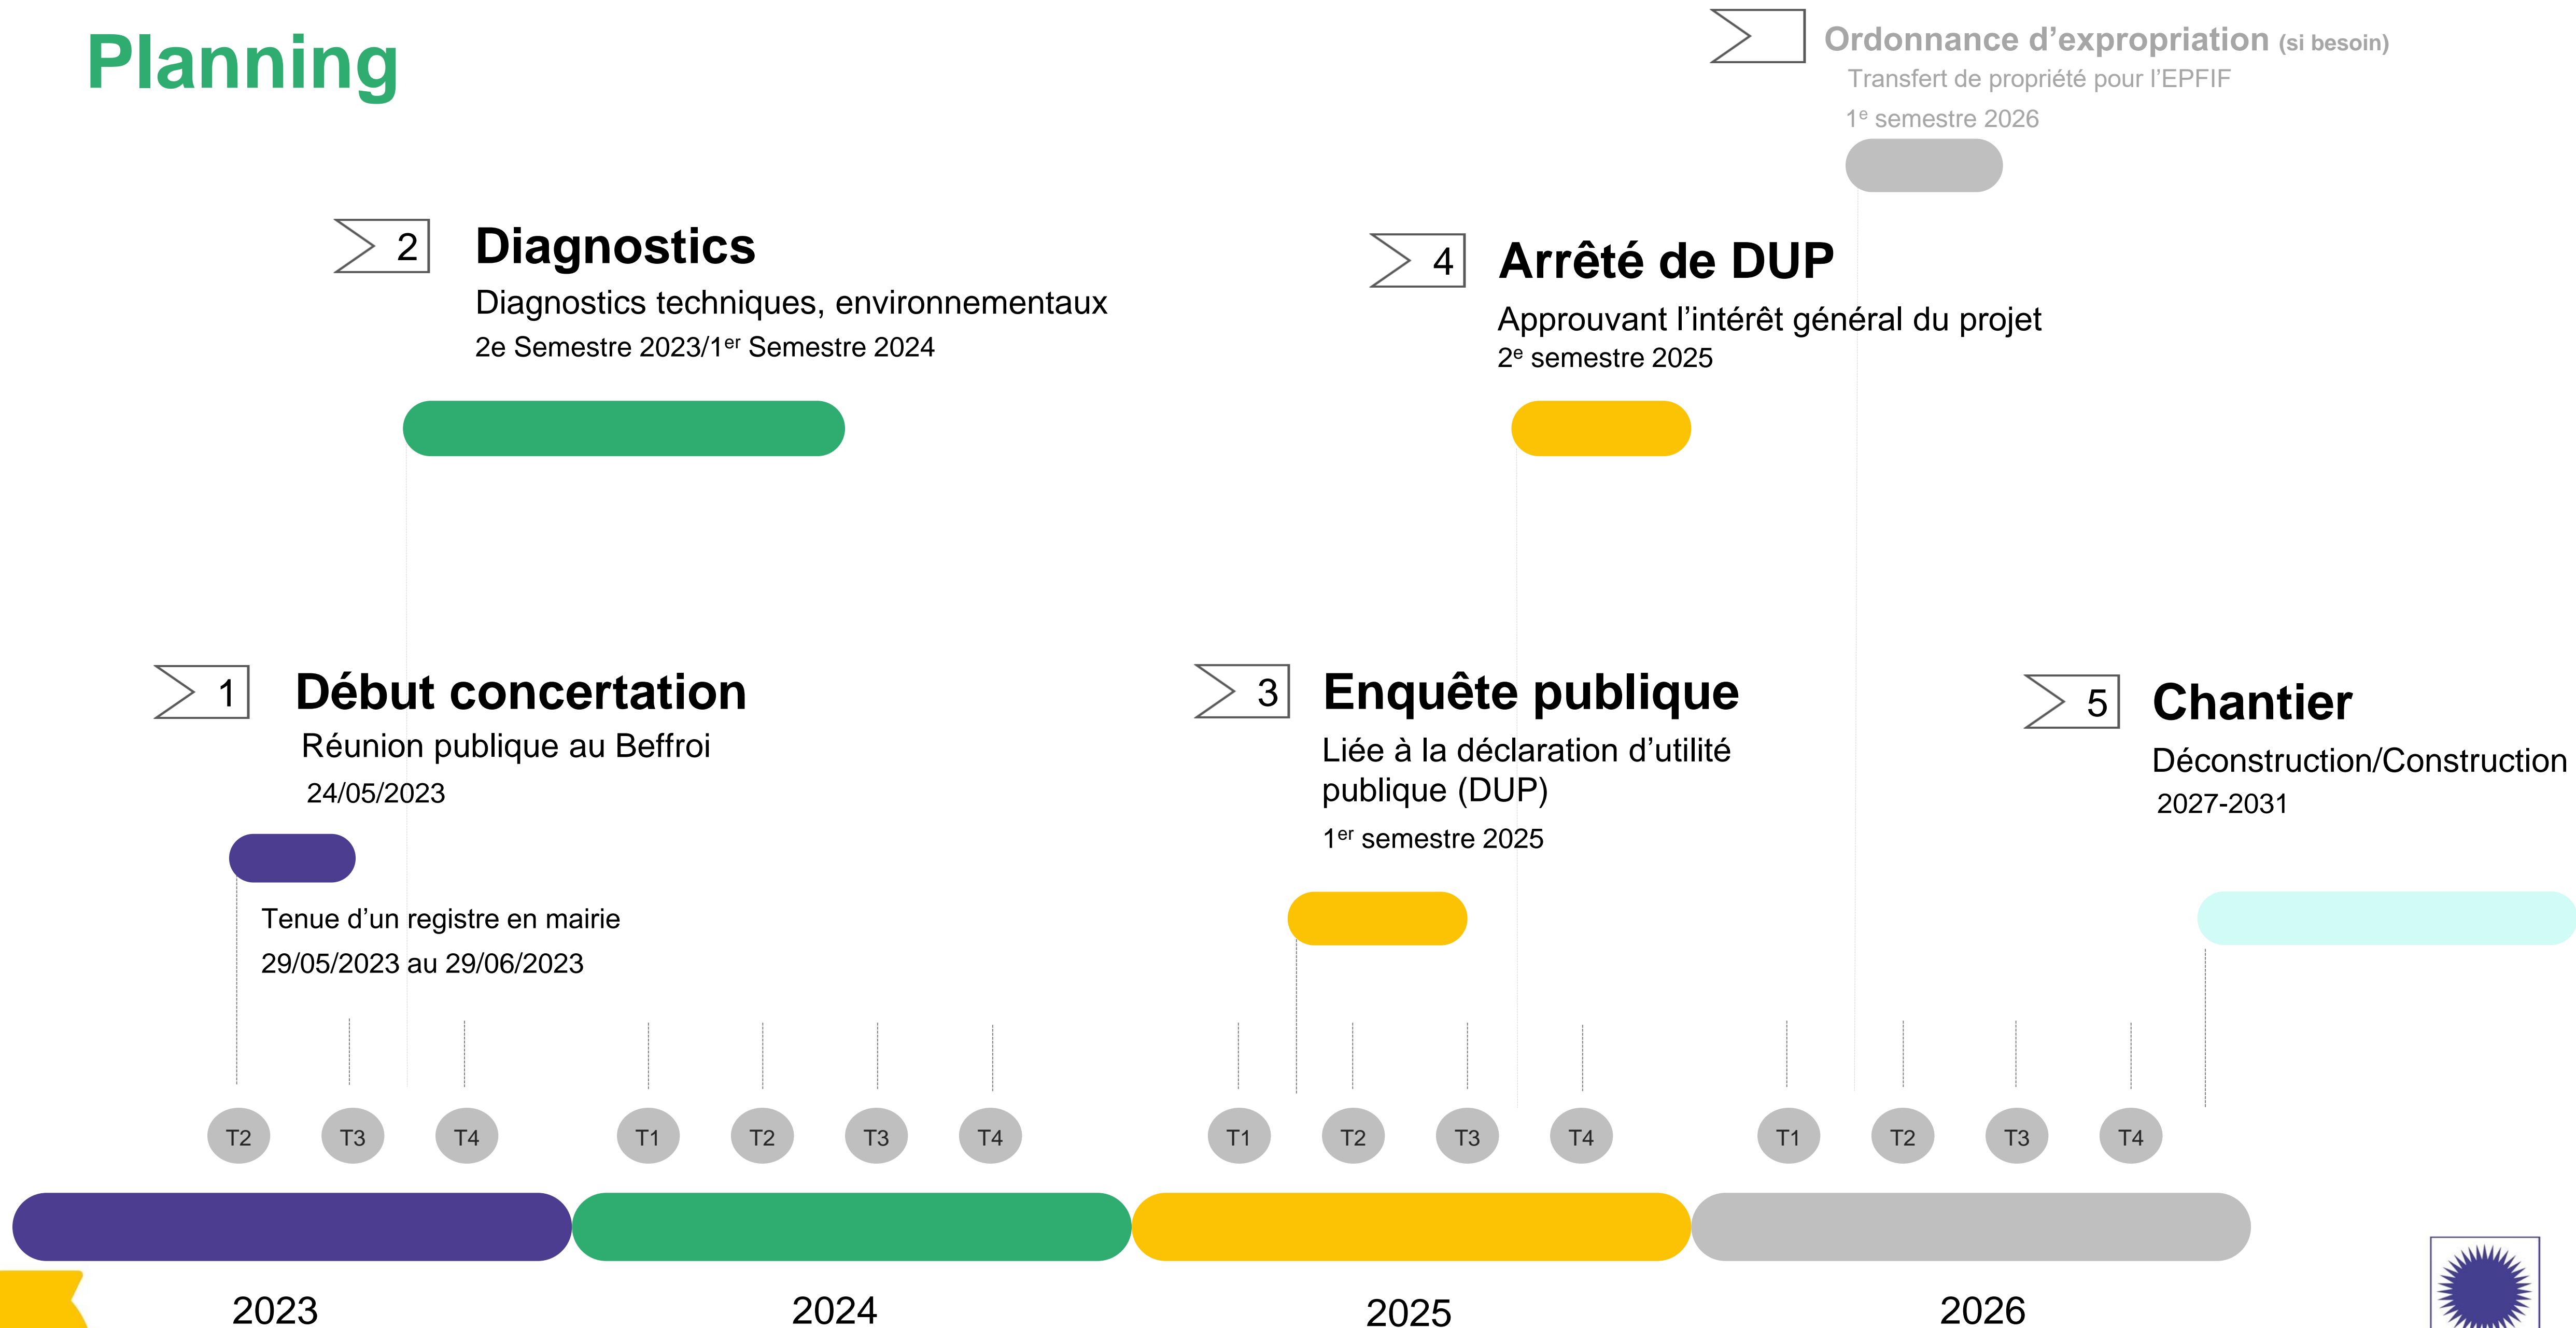 Planning
Ordonnance d’expropriation (si besoin)
Transfert de propriété pour l’EPFIF
1e semestre 2026
2
Diagnostics
Diagnostics techniques, environnementaux
2e Semestre 2023/1er Semestre 2024
4
Arrêté de DUP
Approuvant l’intérêt général du projet
2e semestre 2025
1
Début concertation
Réunion publique au Beffroi
24/05/2023
Tenue d’un registre en mairie
29/05/2023 au 29/06/2023
3
Enquête publique
Liée à la déclaration d’utilité
publique (DUP)
1er semestre 2025
5
Chantier
Déconstruction/Construction
2027-2031
T2 T3 T4 T1 T2 T3 T4 T1 T2 T3 T4 T1 T2 T3 T4
2023 2024 2025 2026